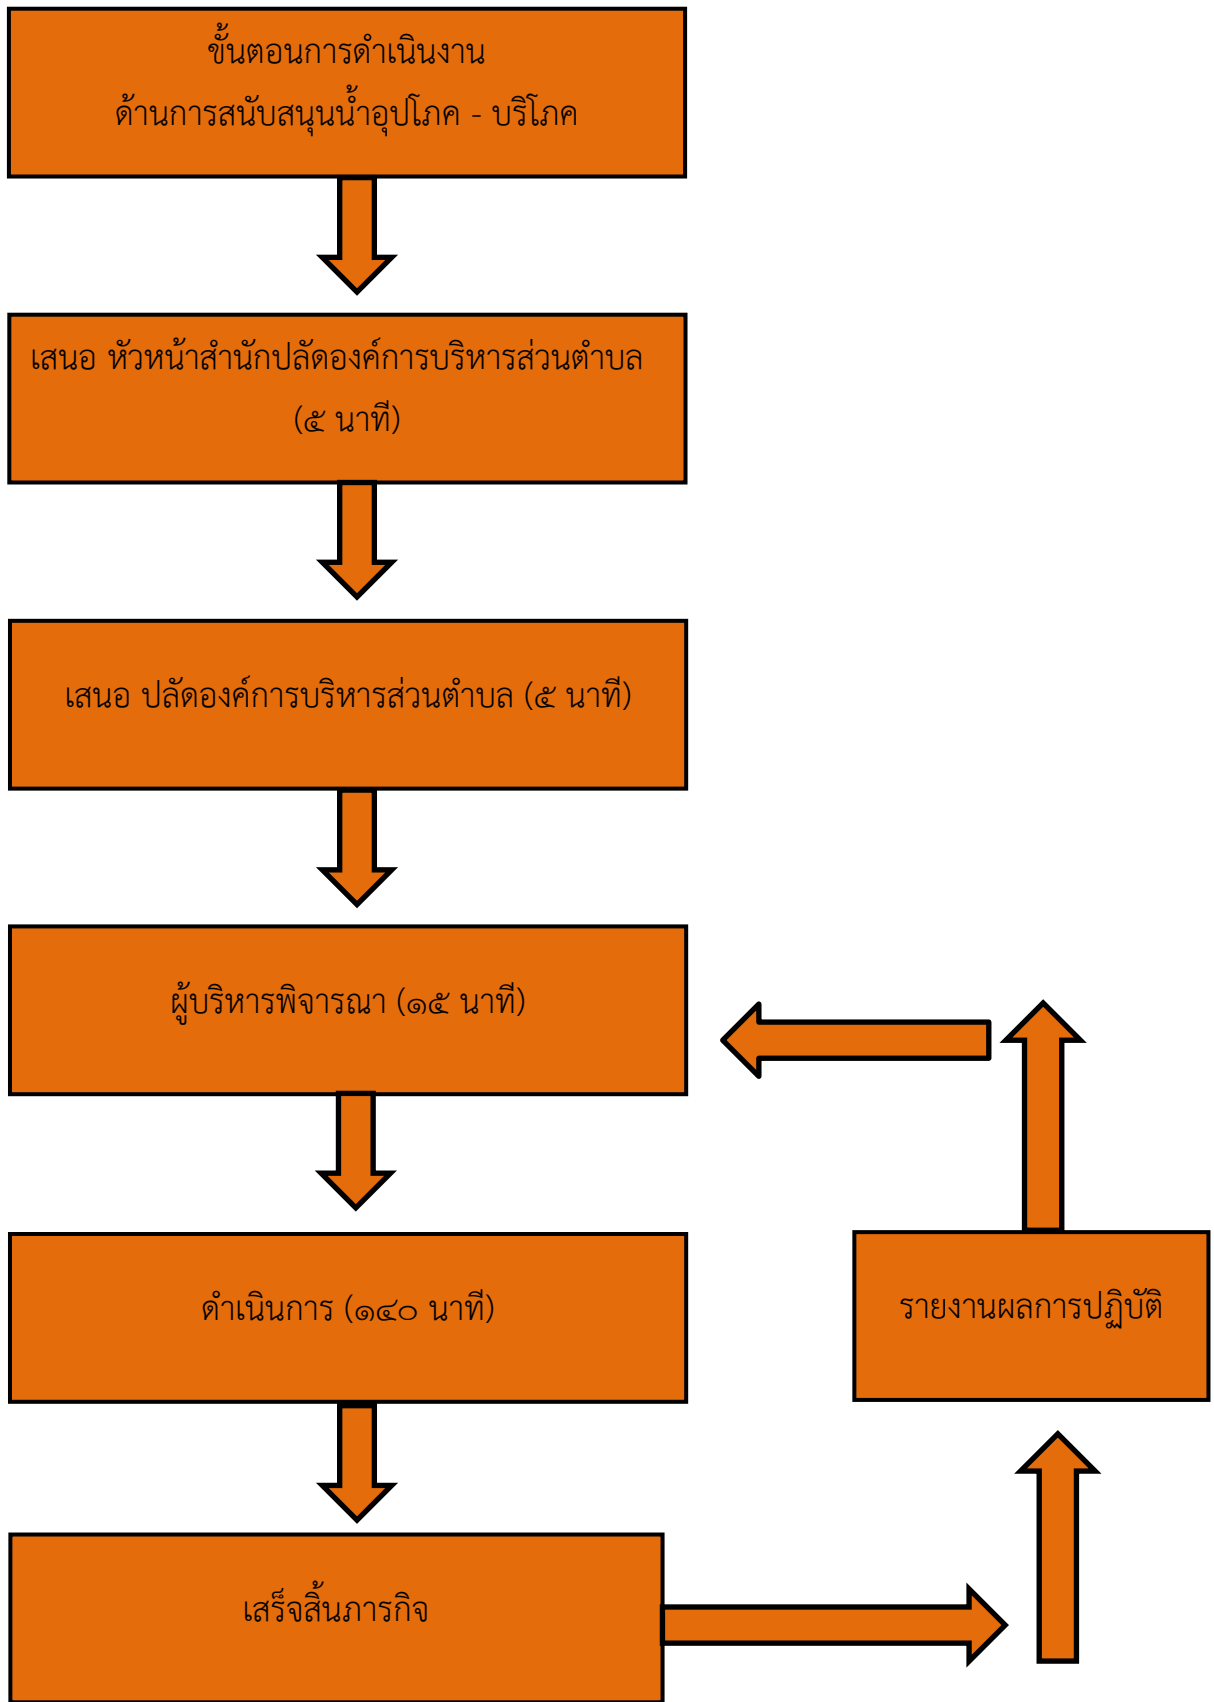 ขั้นตอนการดำเนินงาน
ด้านการสนับสนุนน้ำอุปโภค - บริโภค
เสนอ หัวหน้าสำนักปลัดองค์การบริหารส่วนตำบล
(๕ นาที)
เสนอ ปลัดองค์การบริหารส่วนตำบล (๕ นาที)
ผู้บริหารพิจารณา (๑๕ นาที)
ดำเนินการ (๑๔๐ นาที)
รายงานผลการปฏิบัติ
เสร็จสิ้นภารกิจ